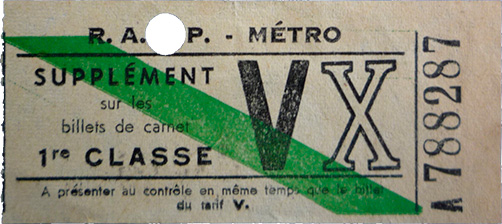 R. A. P. - MÉTRO
SUPPLÉMENT
sur les
billets de carnet
1re CLASSE
V X
A présenter au contrôle en même temps que le billet
du tarif V.
A 788287